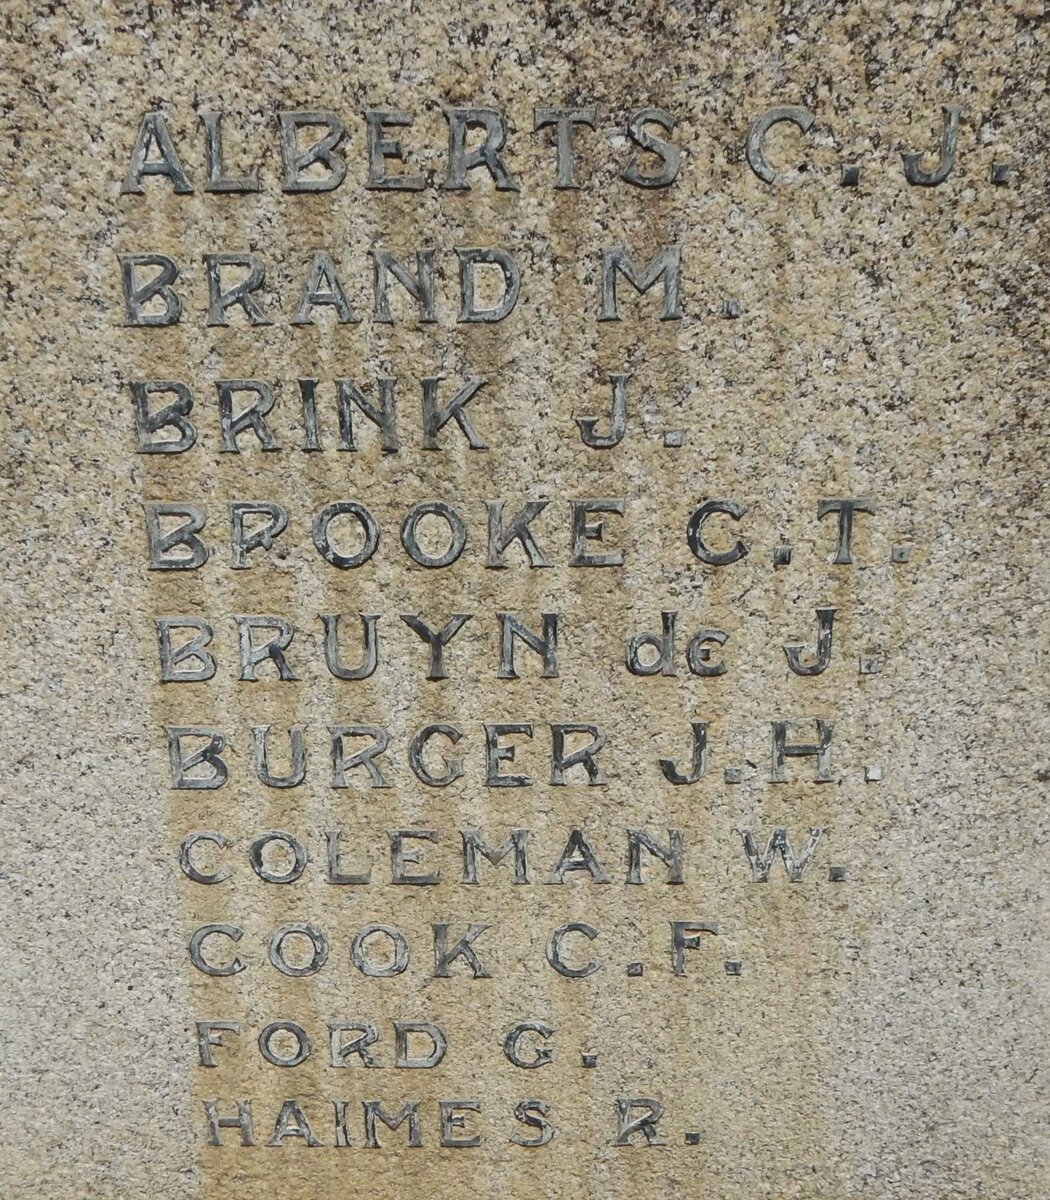 ALBERTS C.J.
BRAND M.
BRINK J.
BROOKE C.T.
BRUYN de J.
BURGER J.H.
COLEMAN W.
COOK C.F.
FORD G.
HAIMES R.